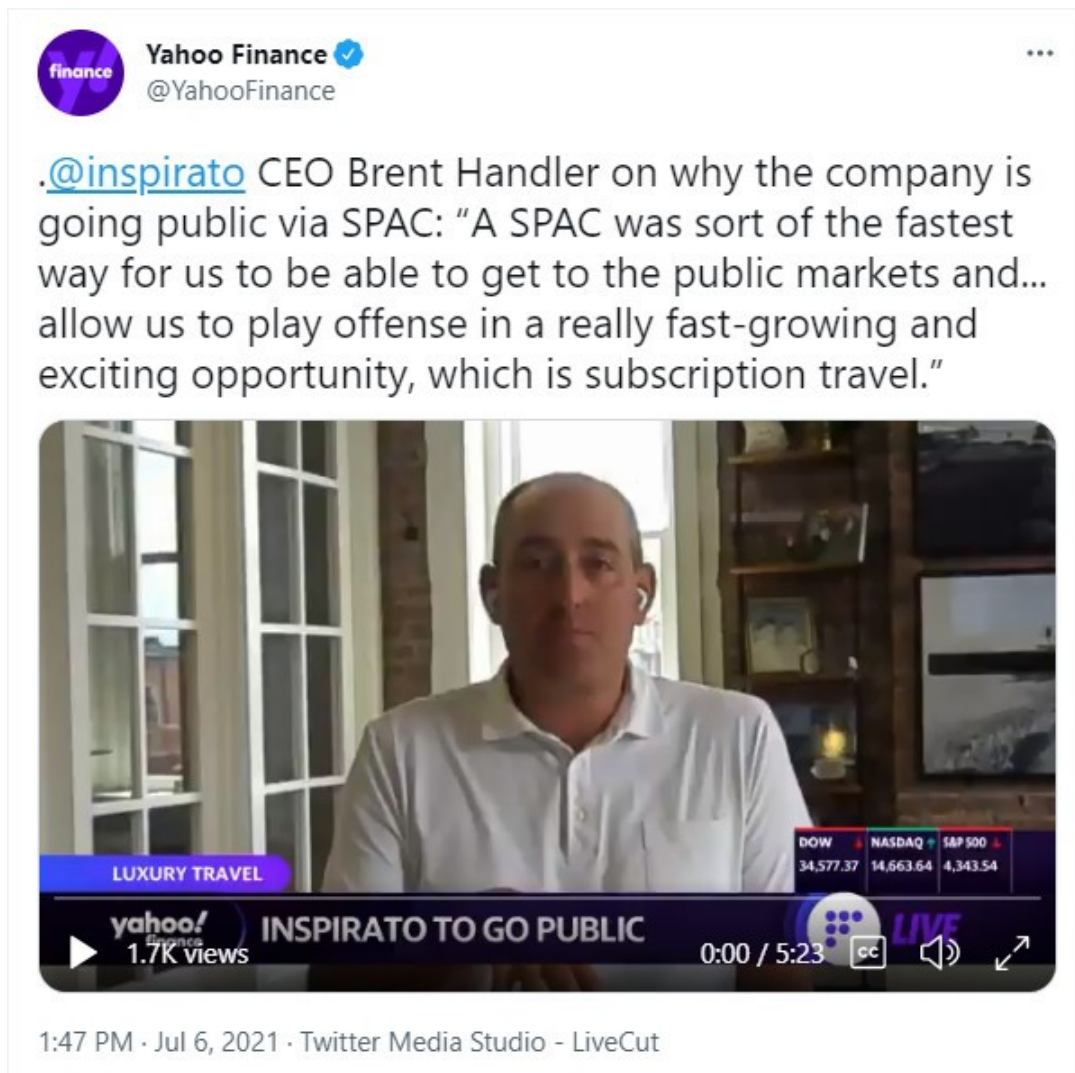 finance
Yahoo Finance
@YahooFinance
.@inspirato CEO Brent Handler on why the company is
going public via SPAC: “A SPAC was sort of the fastest
way for us to be able to get to the public markets and...
allow us to play offense in a really fast-growing and
exciting opportunity, which is subscription travel.”
LUXURY TRAVEL
DOW NASDAQ S&P 500
34,577.37 14,663.64 4,343.54
yahoo!
finance
INSPIRATO TO GO PUBLIC
LIVE
1.7K views
0:00 / 5:23
CC
1:47 PM · Jul 6, 2021 · Twitter Media Studio - LiveCut